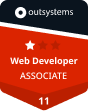 outsystems
Web Developer
ASSOCIATE
11